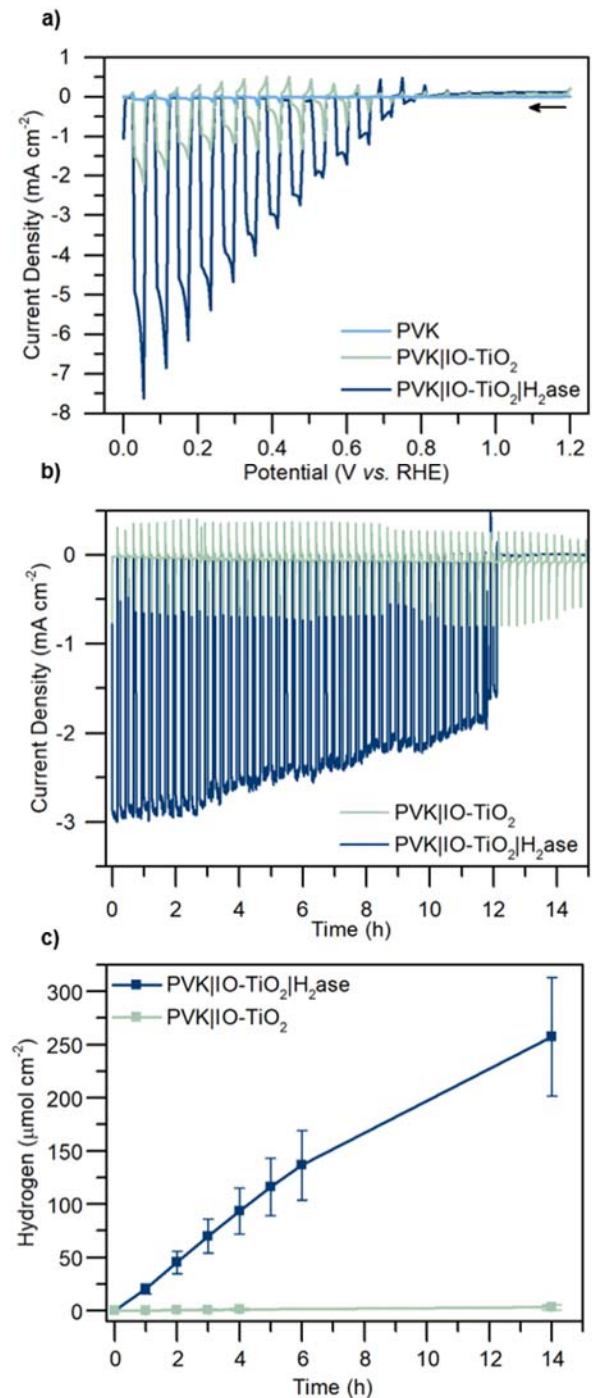 a)
1
0
-1
-2
-3
-4
-5
-6
-7
-8
Current Density (mA cm⁻²)
PVK
PVK|IO-TiO₂
PVK|IO-TiO₂|H₂ase
0.0 0.2 0.4 0.6 0.8 1.0 1.2
Potential (V vs. RHE)
b)
0
-1
-2
-3
Current Density (mA cm⁻²)
PVK|IO-TiO₂
PVK|IO-TiO₂|H₂ase
0 2 4 6 8 10 12 14
Time (h)
c)
PVK|IO-TiO₂|H₂ase
PVK|IO-TiO₂
300
250
200
150
100
50
0
Hydrogen (μmol cm⁻²)
0 2 4 6 8 10 12 14
Time (h)